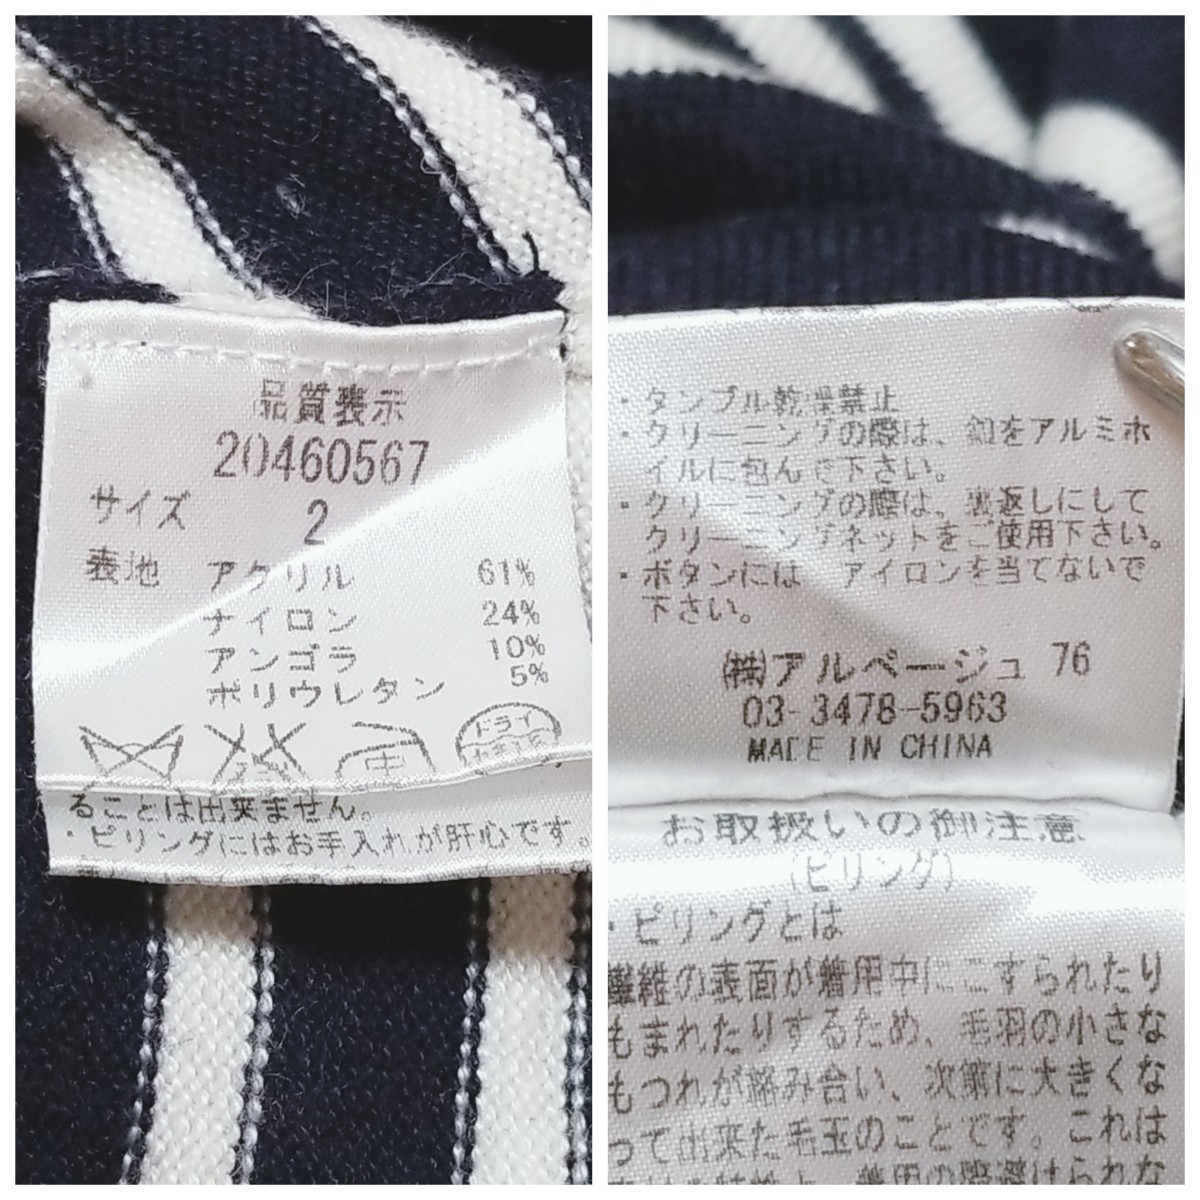 品質表示
20460567
サイズ 2
表地 アクリル 61%
ナイロン 24%
アンゴラ 10%
ポリウレタン 5%
ドライ
ることは出来ません。
・ピリングにはお手入れが肝心です。
・タンブル乾燥禁止
・クリーニングの際は、釦をアルミホ
イルに包んで下さい。
・クリーニングの際は、裏返しにして
クリーニングネットをご使用下さい。
・ボタンには アイロンを当てないで
下さい。
㈱アルページュ 76
03-3478-5963
MADE IN CHINA
お取扱いの御注意
(ピリング)
・ピリングとは
繊維の表面が着用中にこすられたり
もまれたりするため、毛羽の小さな
もつれが絡み合い、次第に大きくな
って出来た毛玉のことです。これは